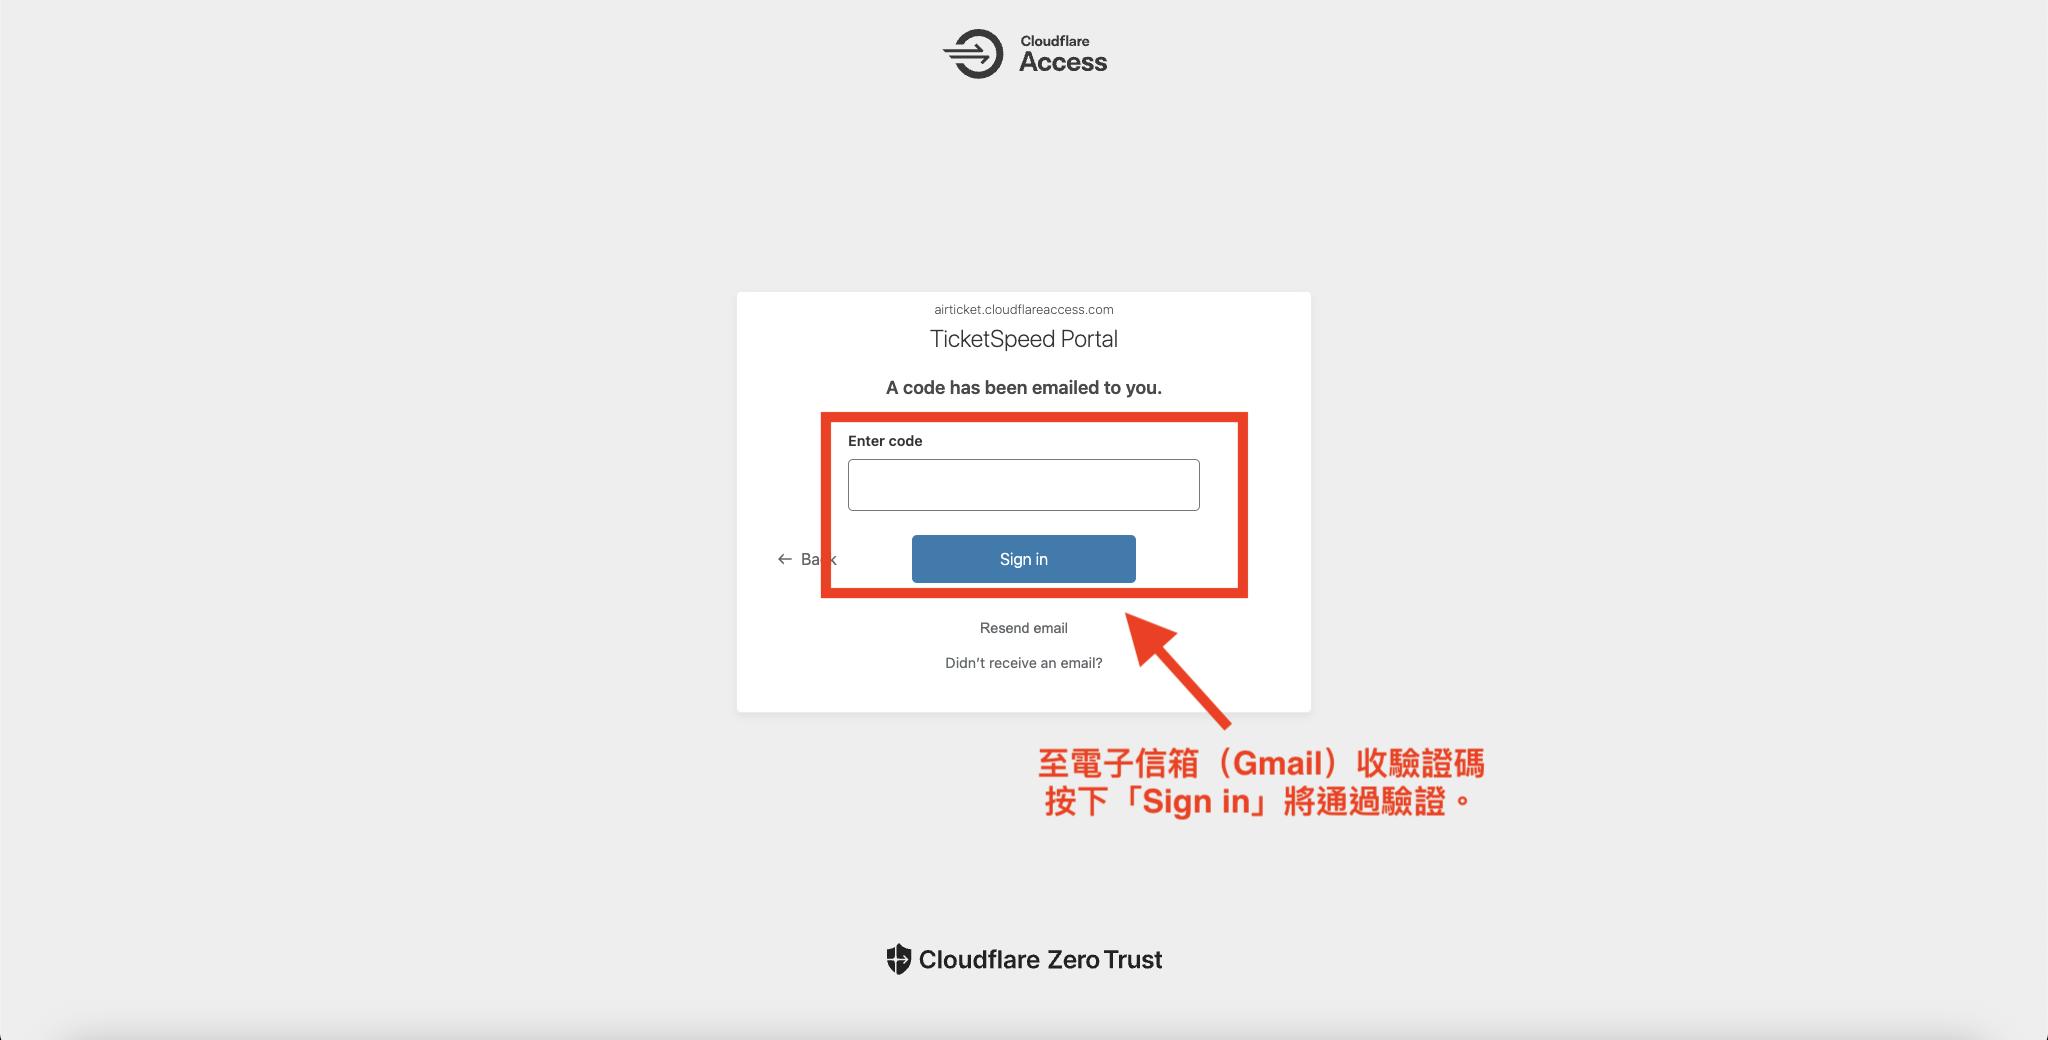 Cloudflare
Access
airticket.cloudflareaccess.com
TicketSpeed Portal
A code has been emailed to you.
Enter code
← Back
Sign in
Resend email
Didn't receive an email?
至電子信箱（Gmail）收驗證碼
按下「Sign in」將通過驗證。
Cloudflare Zero Trust